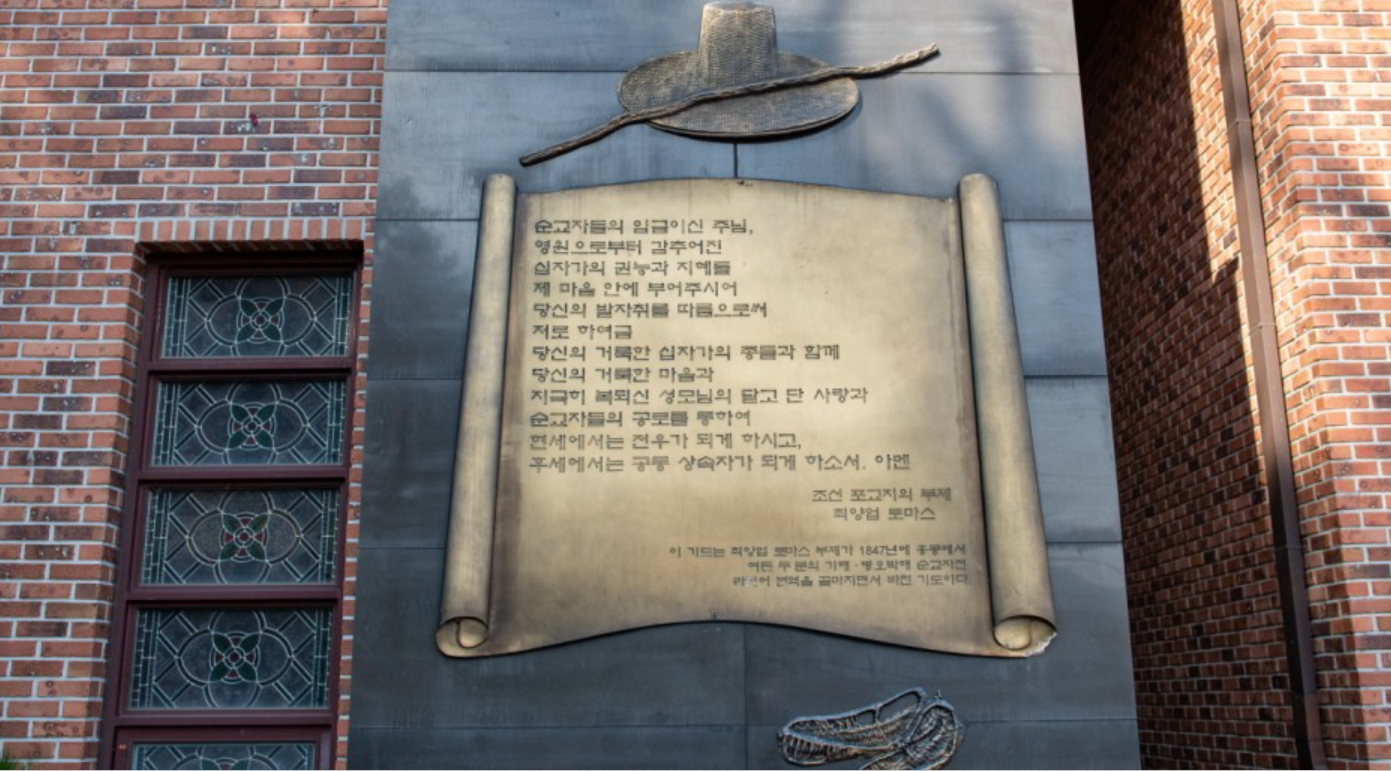 순교자들의 임금이신 주님,
영원으로부터 감추어진
십자가의 권능과 지혜를
제 마음 안에 부어주시어
당신의 발자취를 따름으로써
저로 하여금
당신의 거룩한 십자가의 종들과 함께
당신의 거룩한 마음과
지극히 복되신 성모님의 달고 단 사랑과
순교자들의 공로를 통하여
현세에서는 전우가 되게 하시고,
후세에서는 공동 상속자가 되게 하소서. 아멘
조선 포교지의 부제
최양업 토마스
이 기도는 최양업 토마스 부제가 1847년에 홍콩에서
여든 두 분의 기해·병오박해 순교자전
라틴어 번역을 끝마치면서 바친 기도이다.